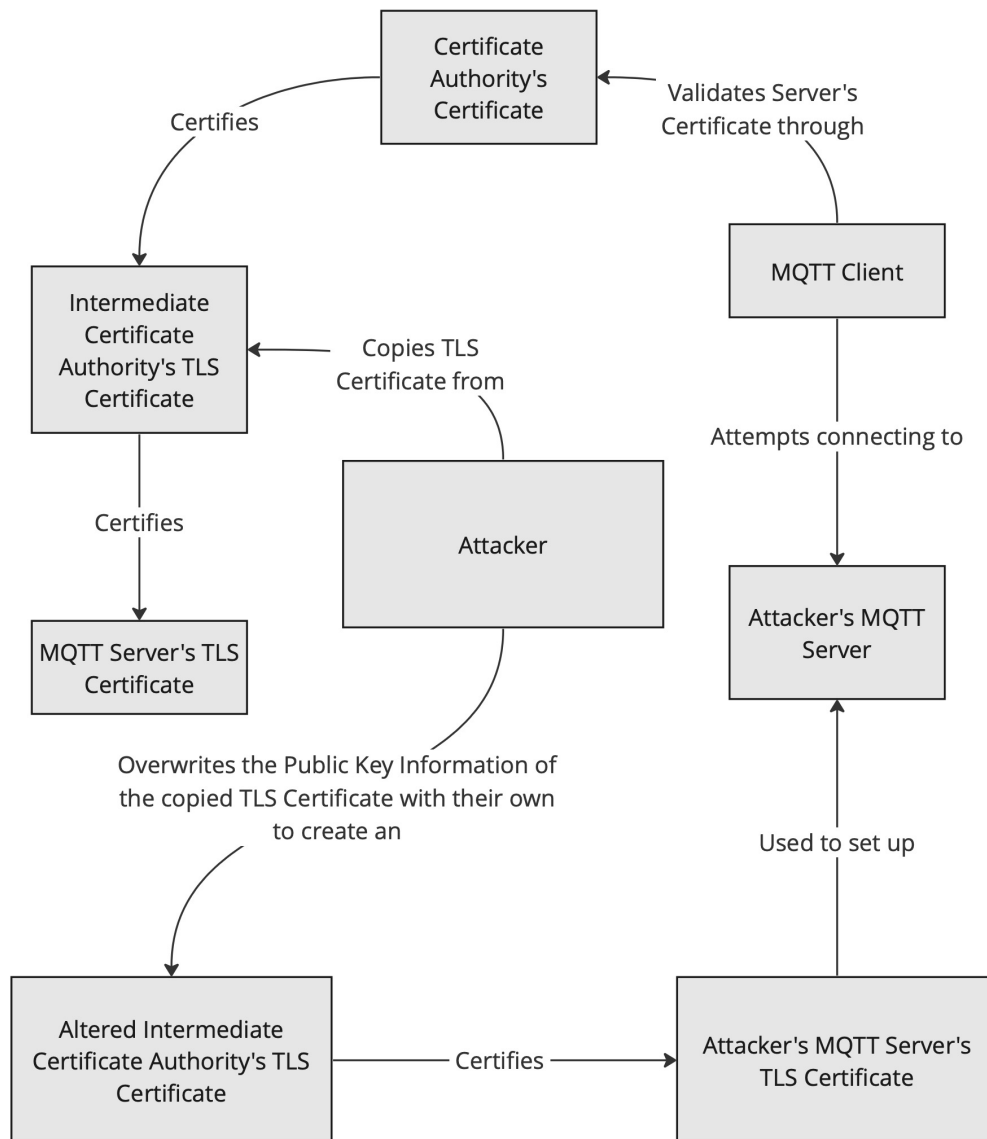 Certificate
Authority's
Certificate
Validates Server's
Certificate through
Certifies
MQTT Client
Intermediate
Certificate
Authority's TLS
Certificate
Copies TLS
Certificate from
Attempts connecting to
Certifies
Attacker
Attacker's MQTT
Server
MQTT Server's TLS
Certificate
Overwrites the Public Key Information of
the copied TLS Certificate with their own
to create an
Used to set up
Altered Intermediate
Certificate Authority's TLS
Certificate
Certifies
Attacker's MQTT Server's
TLS Certificate